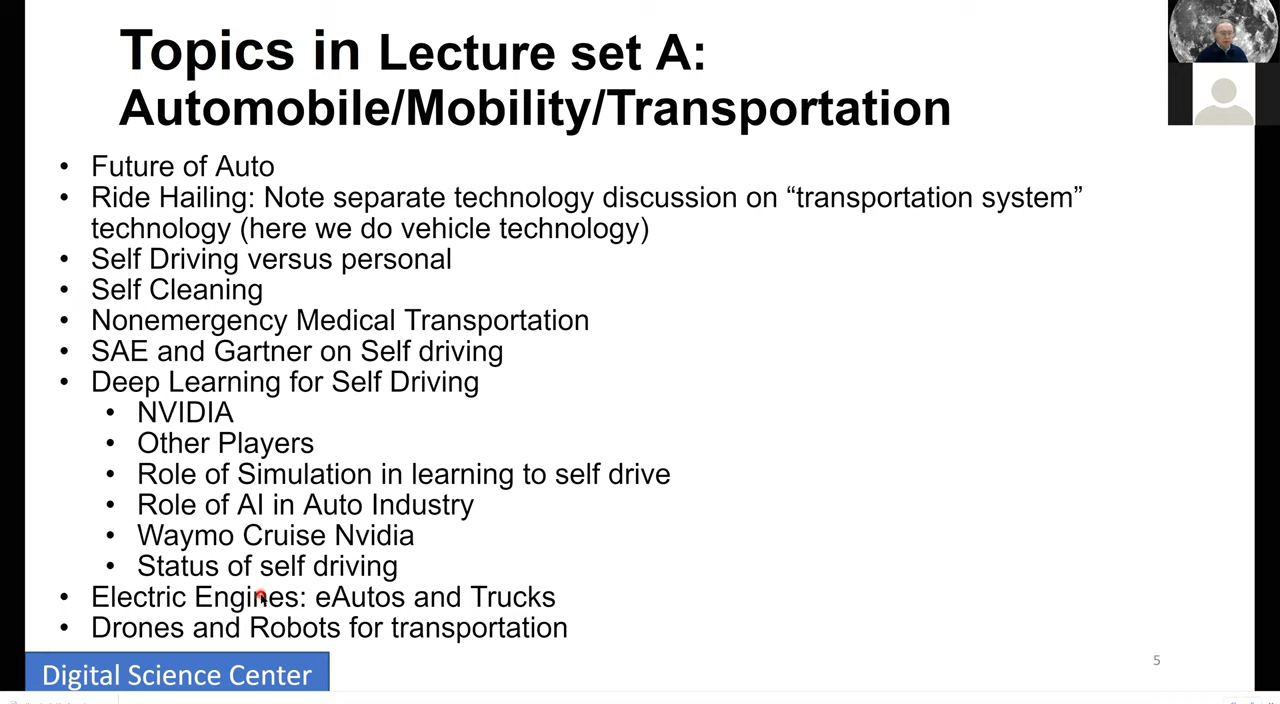 Topics in Lecture set A:
Automobile/Mobility/Transportation
• Future of Auto
• Ride Hailing: Note separate technology discussion on “transportation system”
technology (here we do vehicle technology)
• Self Driving versus personal
• Self Cleaning
• Nonemergency Medical Transportation
• SAE and Gartner on Self driving
• Deep Learning for Self Driving
• NVIDIA
• Other Players
• Role of Simulation in learning to self drive
• Role of AI in Auto Industry
• Waymo Cruise Nvidia
• Status of self driving
• Electric Engines: eAutos and Trucks
• Drones and Robots for transportation
5
Digital Science Center